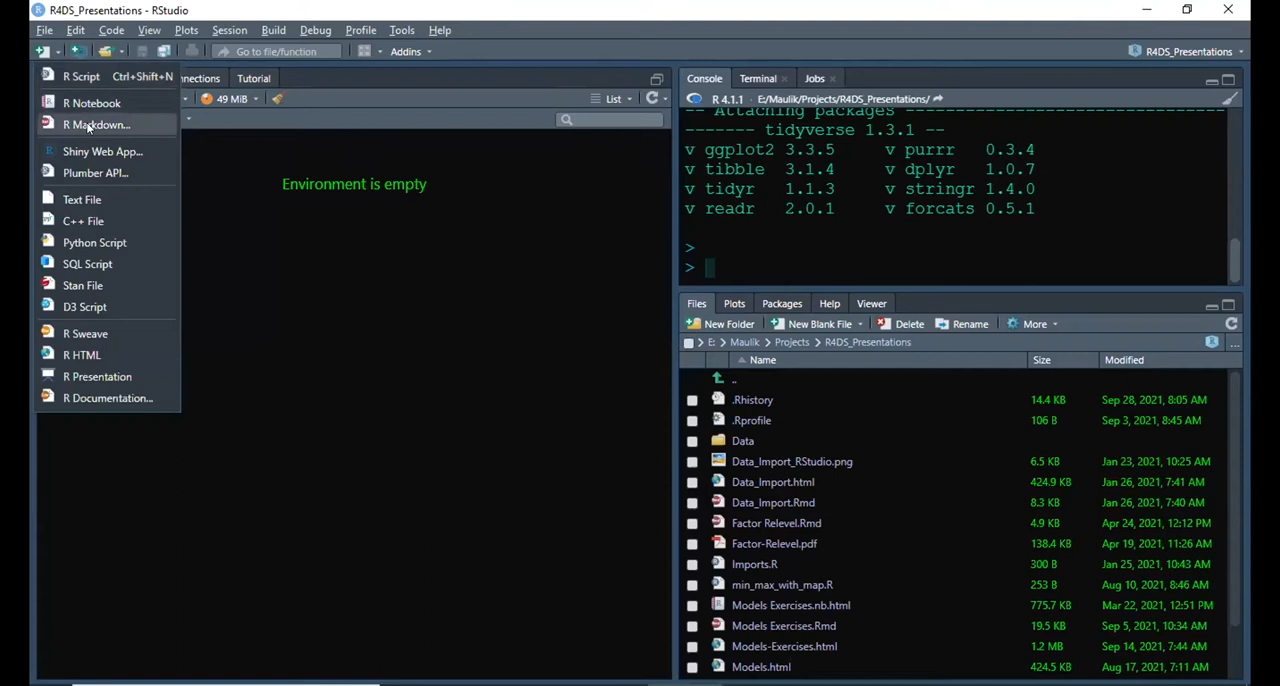 R4DS_Presentations - RStudio
File Edit Code View Plots Session Build Debug Profile Tools Help
Go to file/function Addins R4DS_Presentations
R Script Ctrl+Shift+N
R Notebook
R Markdown...
Shiny Web App...
Plumber API...
Text File
C++ File
Python Script
SQL Script
Stan File
D3 Script
R Sweave
R HTML
R Presentation
R Documentation...
nnections Tutorial
49 MiB List
Environment is empty
Console Terminal Jobs
R 4.1.1 E:/Maulik/Projects/R4DS_Presentations/
-- Attaching packages ---------------------
------- tidyverse 1.3.1 --
v ggplot2 3.3.5 v purrr 0.3.4
v tibble 3.1.4 v dplyr 1.0.7
v tidyr 1.1.3 v stringr 1.4.0
v readr 2.0.1 v forcats 0.5.1
>
>
Files Plots Packages Help Viewer
New Folder New Blank File Delete Rename More
E: > Maulik > Projects > R4DS_Presentations ...
Name Size Modified
..
.Rhistory 14.4 KB Sep 28, 2021, 8:05 AM
.Rprofile 106 B Sep 3, 2021, 8:45 AM
Data
Data_Import_RStudio.png 6.5 KB Jan 23, 2021, 10:25 AM
Data_Import.html 424.9 KB Jan 26, 2021, 7:41 AM
Data_Import.Rmd 8.3 KB Jan 26, 2021, 7:40 AM
Factor Relevel.Rmd 4.9 KB Apr 24, 2021, 12:12 PM
Factor-Relevel.pdf 138.4 KB Apr 19, 2021, 11:26 AM
Imports.R 300 B Jan 25, 2021, 10:43 AM
min_max_with_map.R 253 B Aug 10, 2021, 8:46 AM
Models Exercises.nb.html 775.7 KB Mar 22, 2021, 12:51 PM
Models Exercises.Rmd 19.5 KB Sep 5, 2021, 10:34 AM
Models-Exercises.html 1.2 MB Sep 14, 2021, 7:44 AM
Models.html 424.5 KB Aug 17, 2021, 7:11 AM